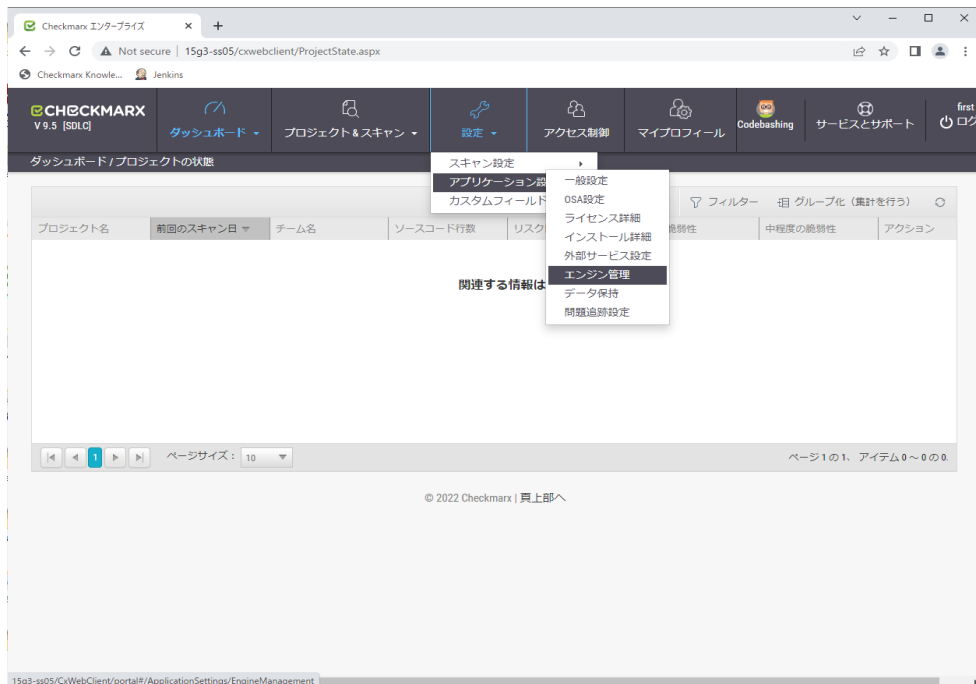 Checkmarx エンタープライズ
Not secure | 15g3-ss05/cxwebclient/ProjectState.aspx
Checkmarx Knowle... Jenkins
CHECKMARX
V 9.5 [SDLC]
ダッシュボード
プロジェクト&スキャン
設定
アクセス制御
マイプロフィール
Codebashing
サービスとサポート
first
ログ
ダッシュボード / プロジェクトの状態
スキャン設定
アプリケーション設
カスタムフィールド
一般設定
OSA設定
ライセンス詳細
インストール詳細
外部サービス設定
エンジン管理
データ保持
問題追跡設定
フィルター グループ化（集計を行う）
プロジェクト名 前回のスキャン日 チーム名 ソースコード行数 リスク 脆弱性 中程度の脆弱性 アクション
関連する情報は
1 ページサイズ： 10 ページ 1 の 1、 アイテム 0 ～ 0 の 0.
© 2022 Checkmarx | 頁上部へ
15g3-ss05/CxWebClient/portal#/ApplicationSettings/EngineManagement